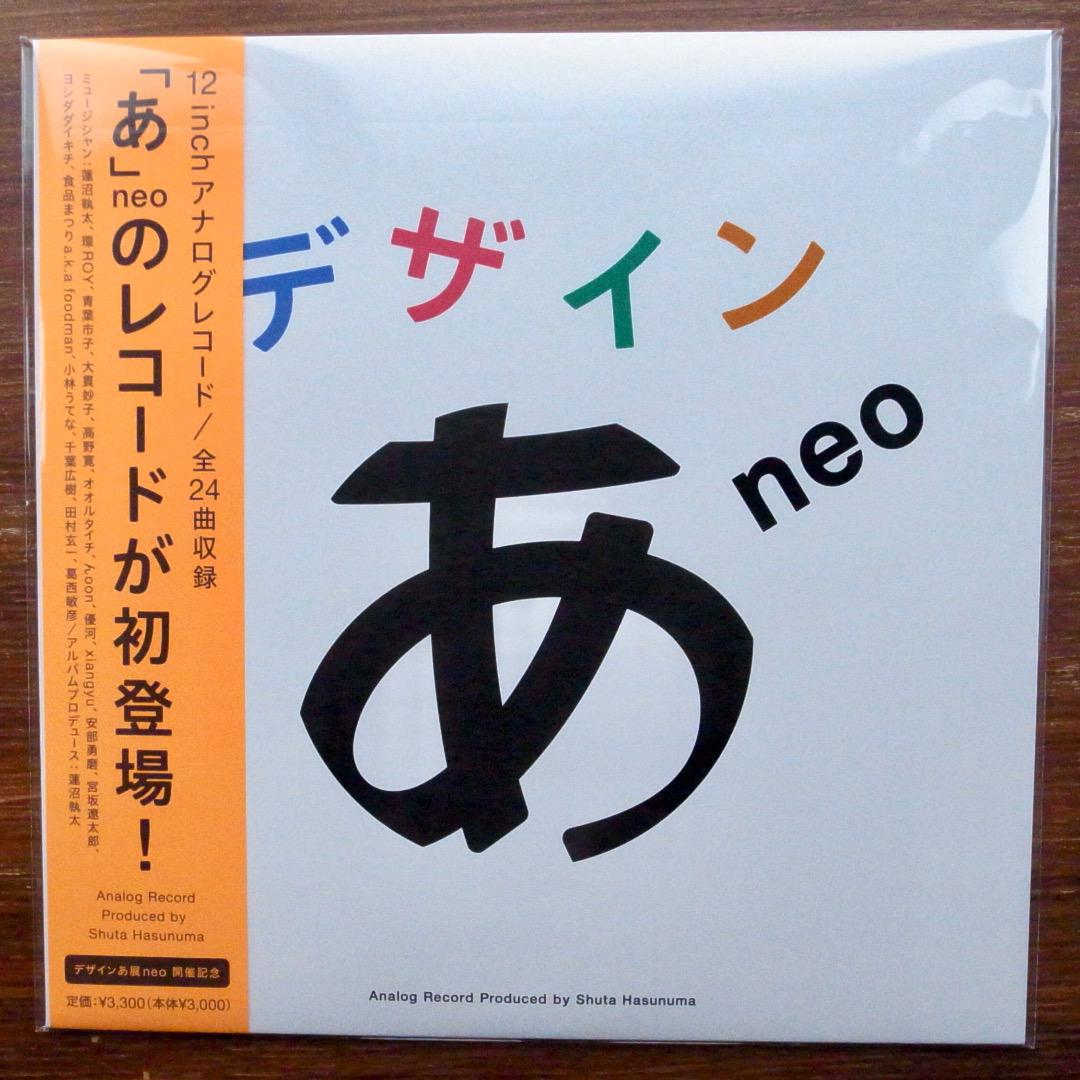 12 inch アナログレコード/全24曲収録
「あ」neoのレコードが初登場！
ミュージシャン：蓮沼執太、環ROY、青葉市子、大貫妙子、高野寛、オオルタイチ、んoon、優河、xiangyu、安部勇磨、宮坂遼太郎、
ヨシダダイキチ、食品まつり a.k.a foodman、小林うてな、千葉広樹、田村玄一、葛西敏彦/アルバムプロデュース：蓮沼執太
Analog Record
Produced by
Shuta Hasunuma
デザインあ展neo 開催記念
定価：¥3,300（本体¥3,000）
デザイン
あ
neo
Analog Record Produced by Shuta Hasunuma